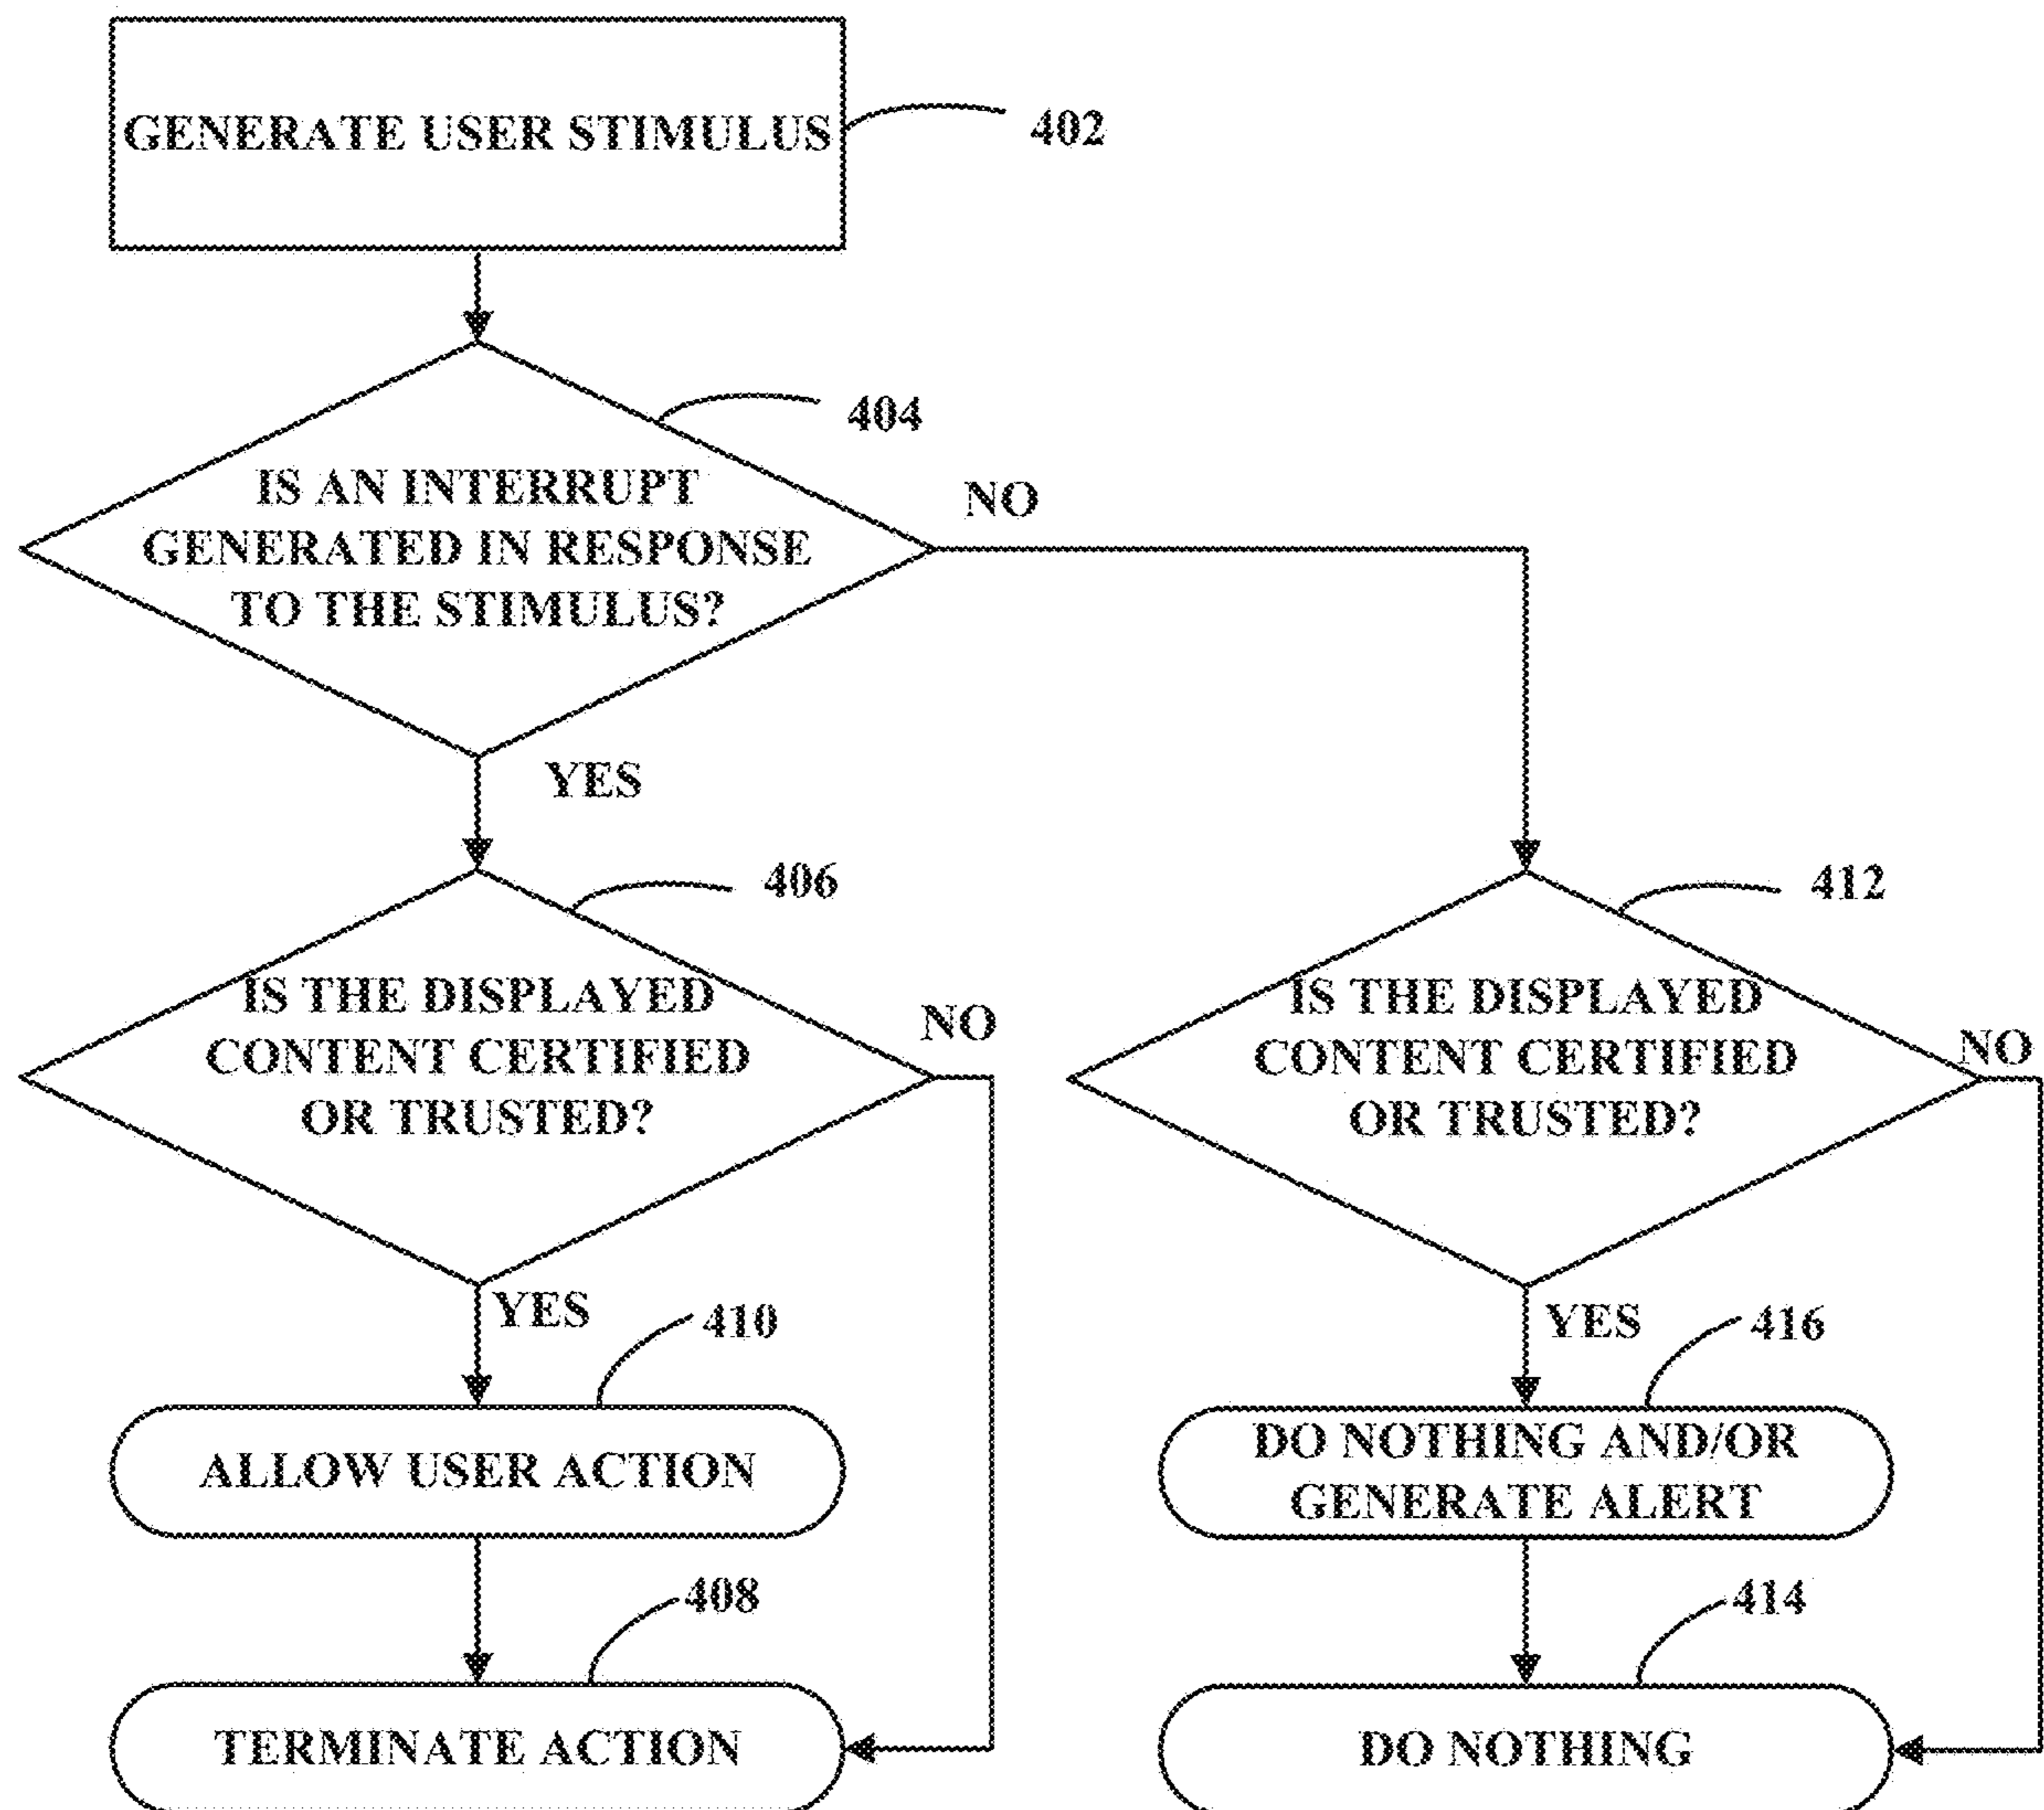 GENERATE USER STIMULUS
402
404
IS AN INTERRUPT
GENERATED IN RESPONSE
TO THE STIMULUS?
NO
YES
406
IS THE DISPLAYED
CONTENT CERTIFIED
OR TRUSTED?
NO
YES
410
ALLOW USER ACTION
408
TERMINATE ACTION
412
IS THE DISPLAYED
CONTENT CERTIFIED
OR TRUSTED?
NO
YES
416
DO NOTHING AND/OR
GENERATE ALERT
414
DO NOTHING